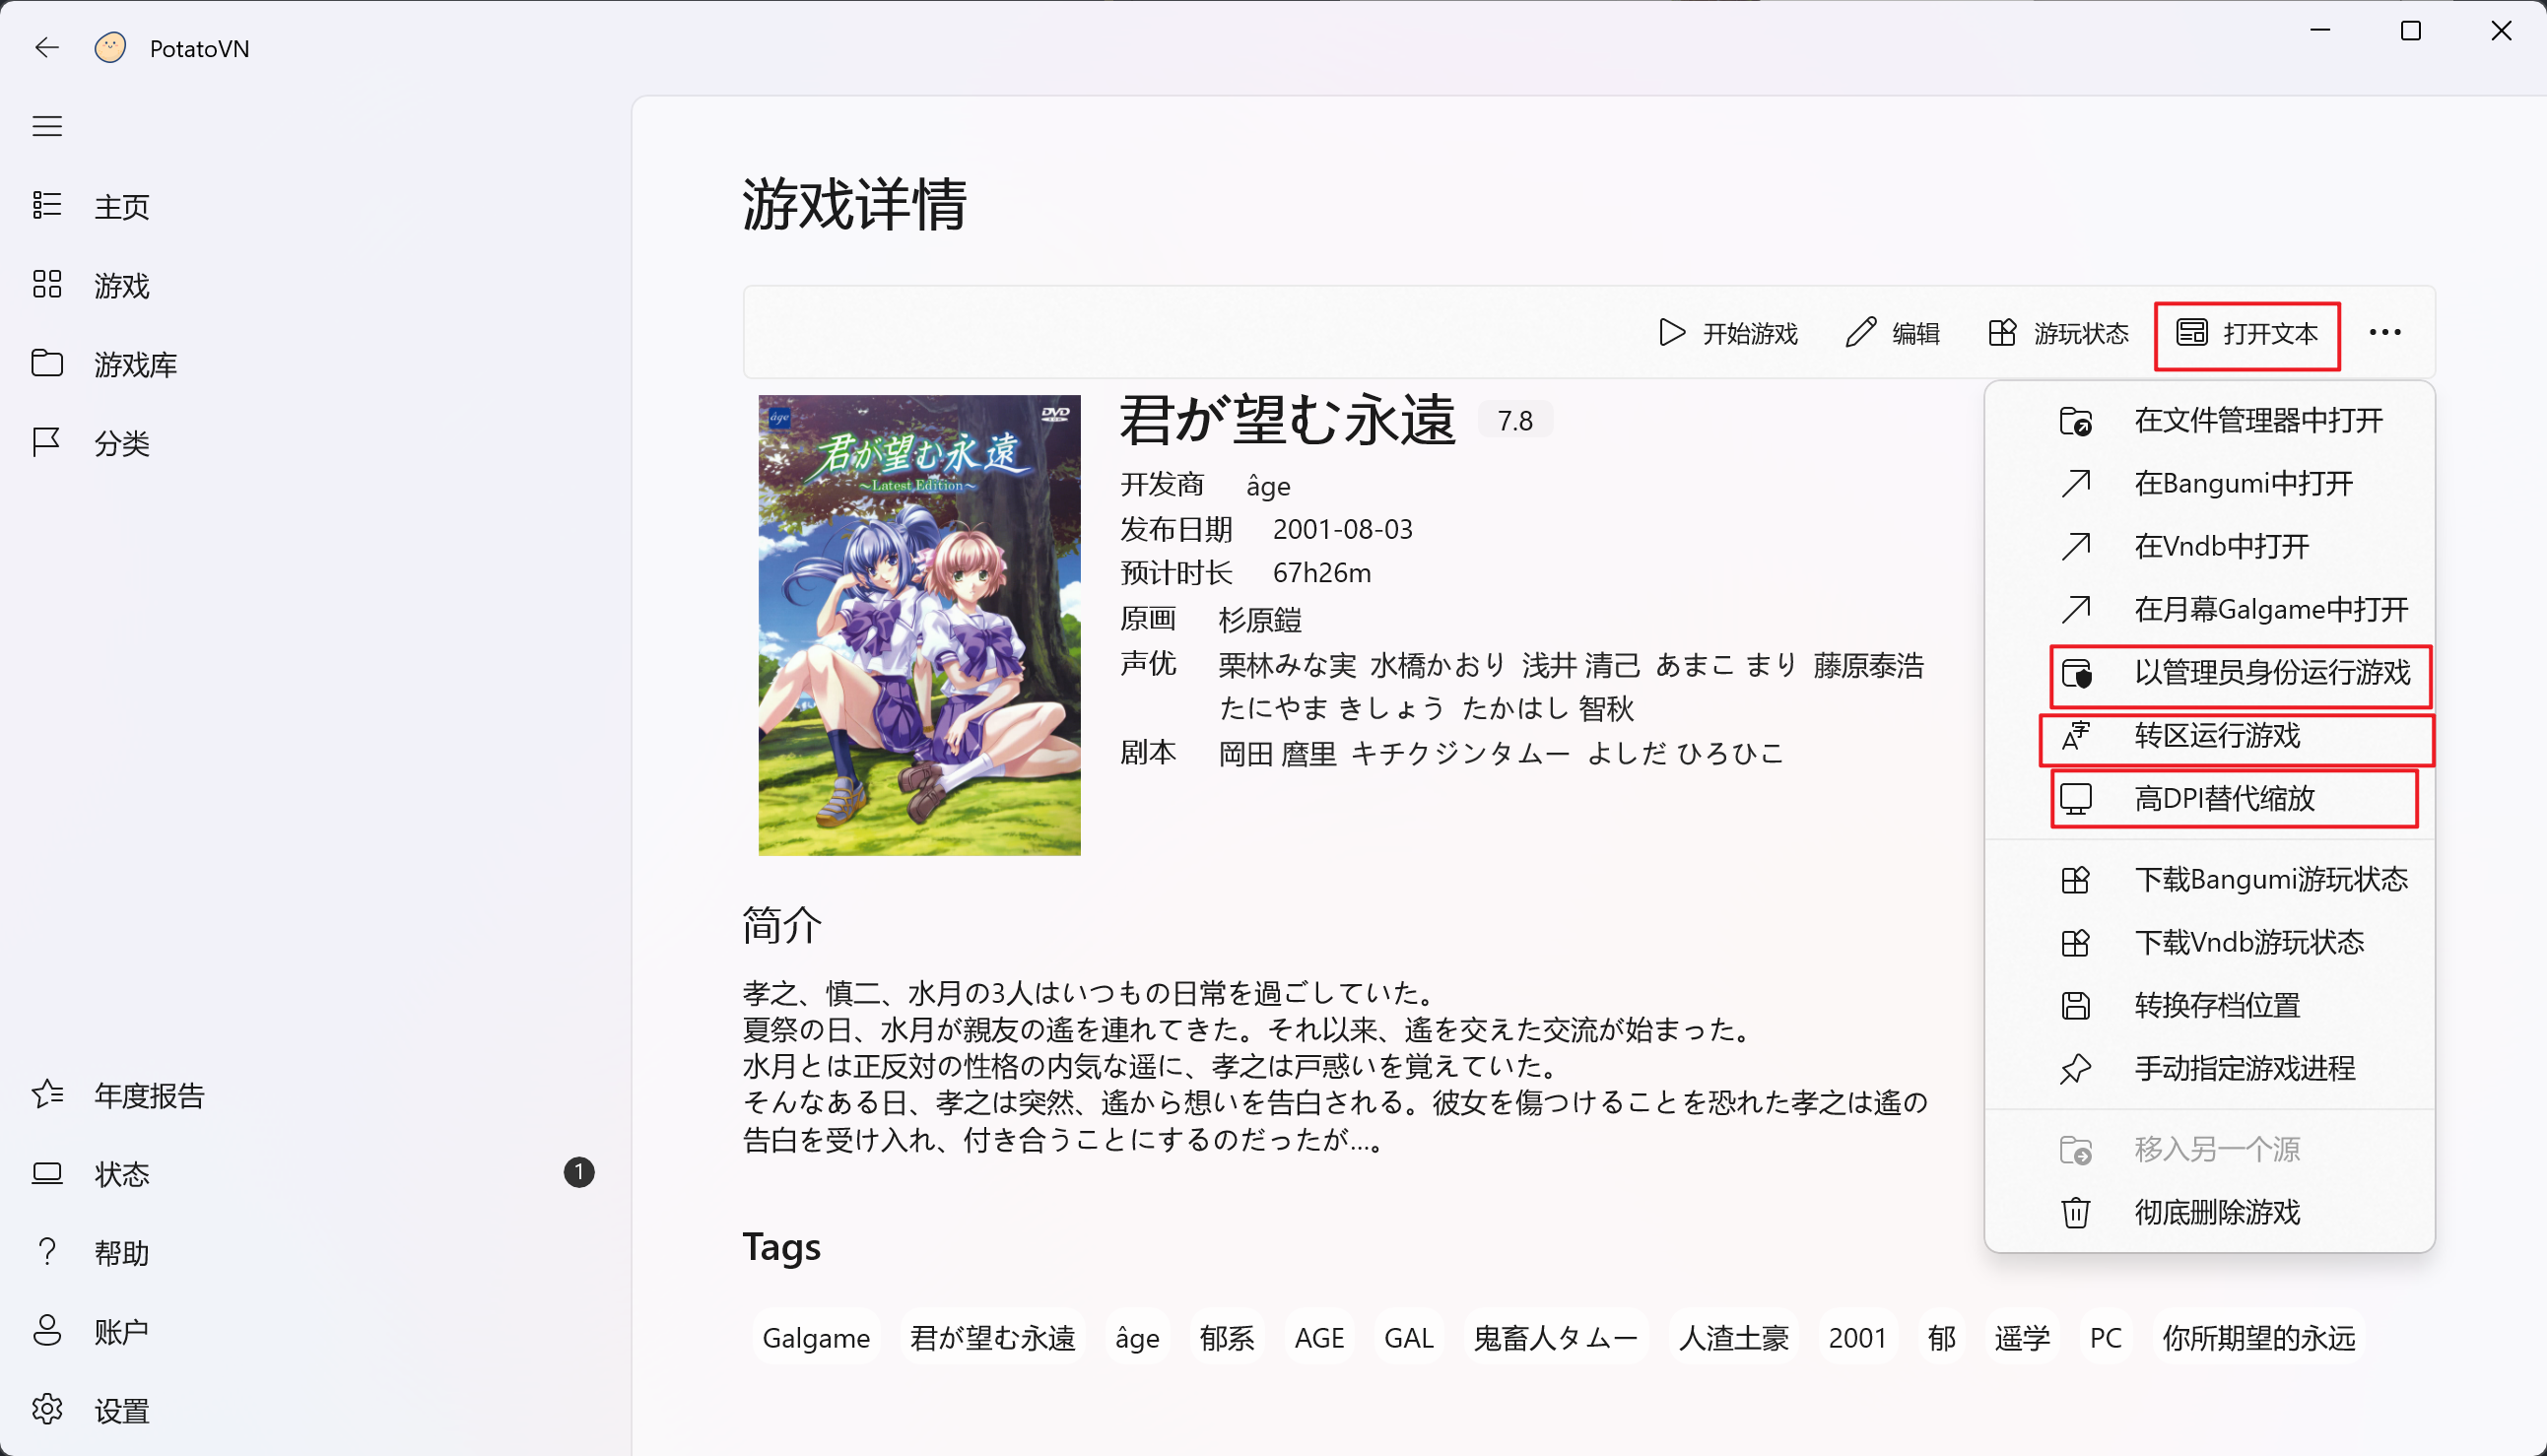 PotatoVN
主页
游戏
游戏库
分类
年度报告
状态
1
帮助
账户
设置
游戏详情
开始游戏
编辑
游玩状态
打开文本
âge
DVD
君が望む永遠
~Latest Edition~
君が望む永遠
7.8
开发商 âge
发布日期 2001-08-03
预计时长 67h26m
原画 杉原鎧
声优 栗林みな実 水橋かおり 浅井 清己 あまこ まり 藤原泰浩
たにやま きしょう たかはし 智秋
剧本 岡田 麿里 キチクジンタムー よしだ ひろひこ
在文件管理器中打开
在Bangumi中打开
在Vndb中打开
在月幕Galgame中打开
以管理员身份运行游戏
转区运行游戏
高DPI替代缩放
下载Bangumi游玩状态
下载Vndb游玩状态
转换存档位置
手动指定游戏进程
移入另一个源
彻底删除游戏
简介
孝之、慎二、水月の3人はいつもの日常を過ごしていた。
夏祭の日、水月が親友の遙を連れてきた。それ以来、遙を交えた交流が始まった。
水月とは正反対の性格の内気な遥に、孝之は戸惑いを覚えていた。
そんなある日、孝之は突然、遙から想いを告白される。彼女を傷つけることを恐れた孝之は遙の
告白を受け入れ、付き合うことにするのだったが…。
Tags
Galgame 君が望む永遠 âge 郁系 AGE GAL 鬼畜人タムー 人渣土豪 2001 郁 遥学 PC 你所期望的永远